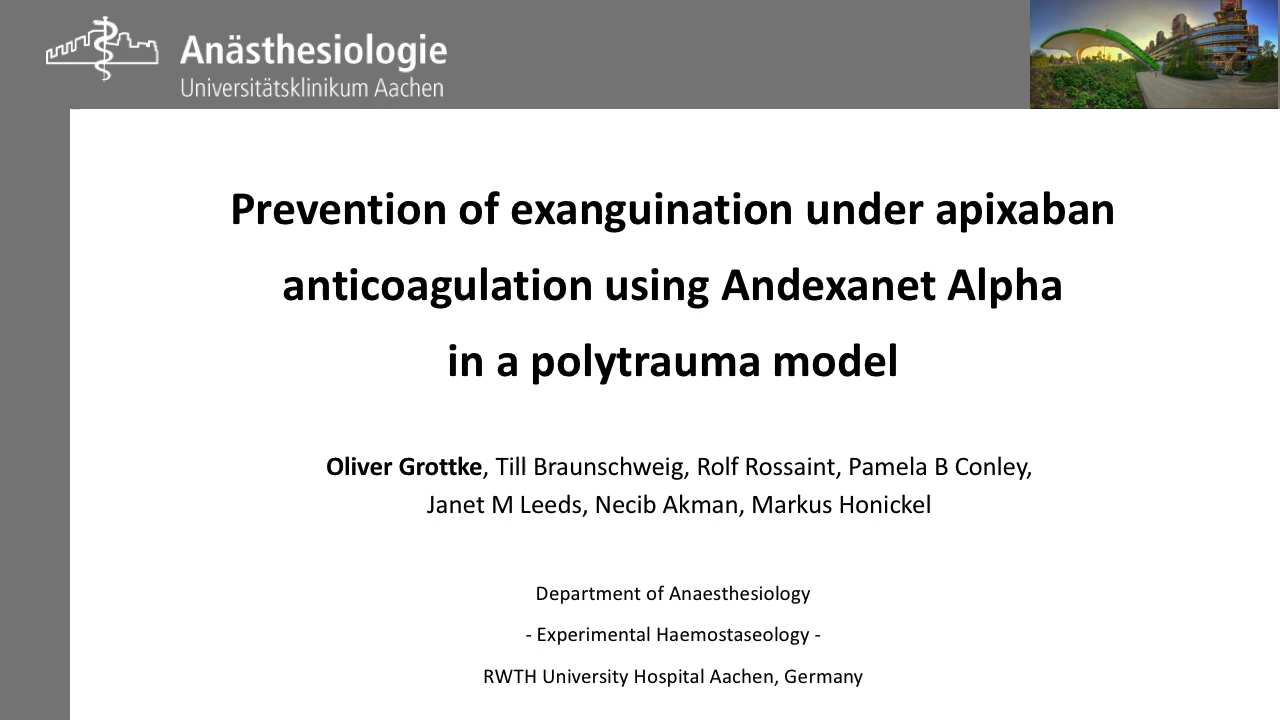 Anästhesiologie
Universitätsklinikum Aachen
Prevention of exanguination under apixaban
anticoagulation using Andexanet Alpha
in a polytrauma model
Oliver Grottke, Till Braunschweig, Rolf Rossaint, Pamela B Conley,
Janet M Leeds, Necib Akman, Markus Honickel
Department of Anaesthesiology
- Experimental Haemostaseology -
RWTH University Hospital Aachen, Germany